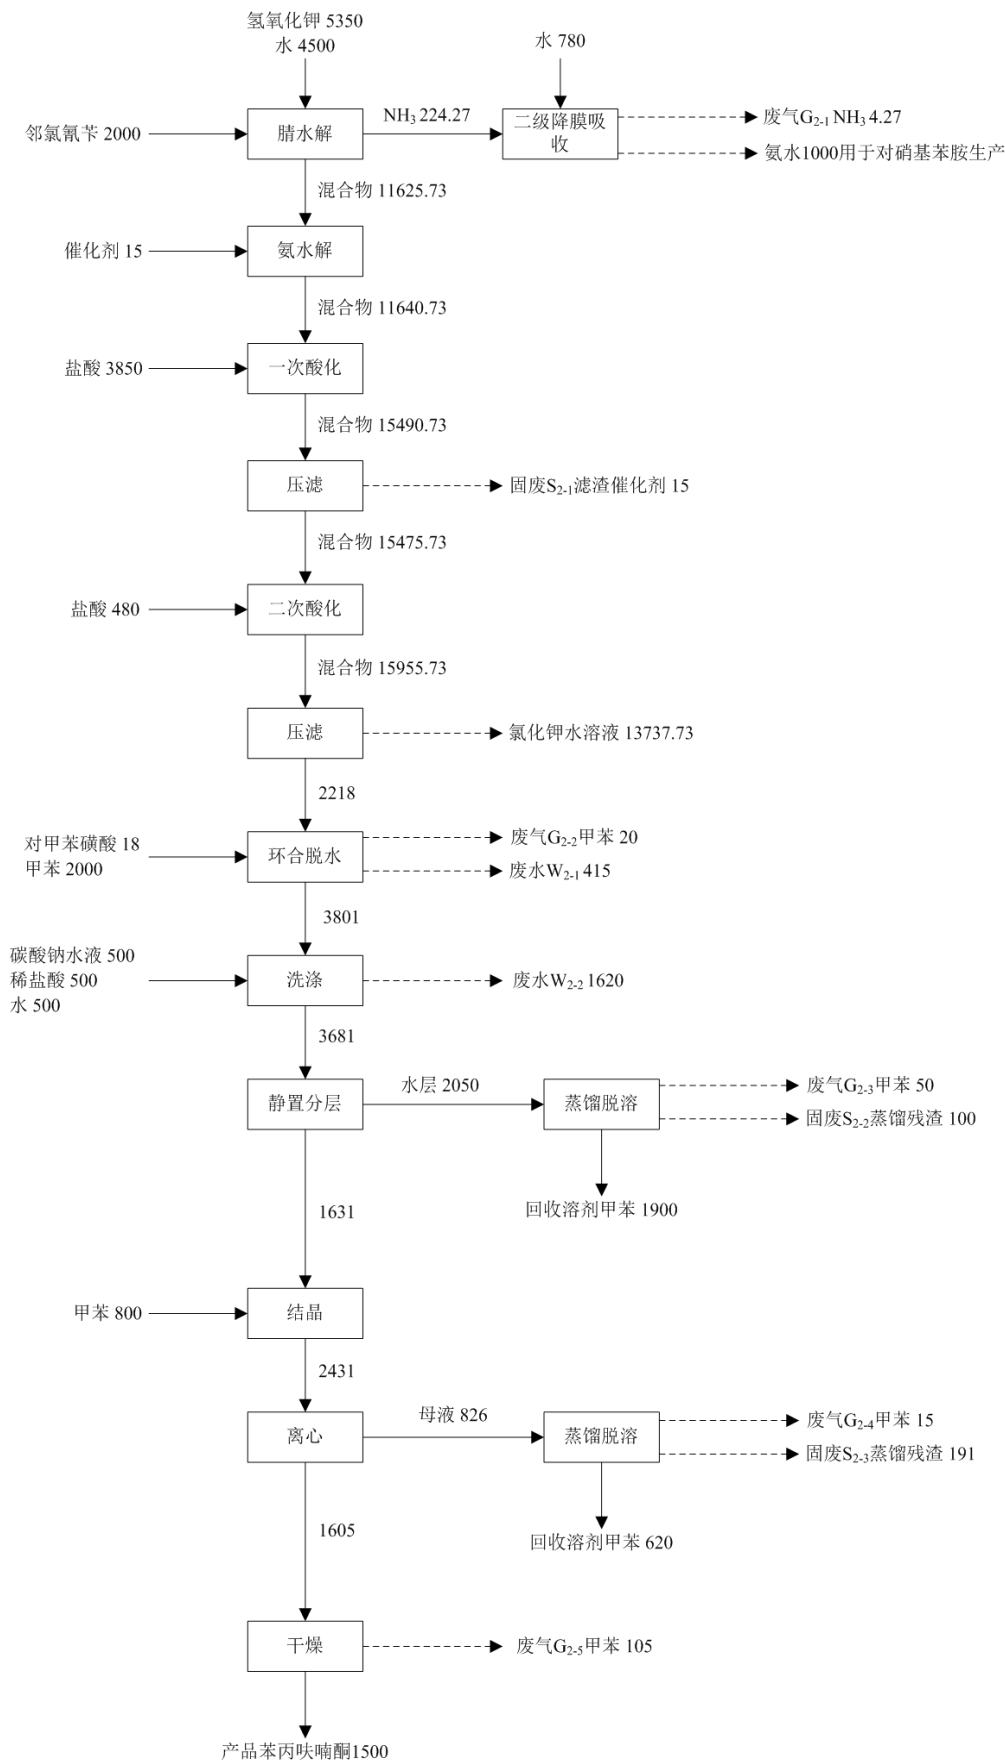 氢氧化钾 5350
水 4500
水 780
邻氯氰苄 2000
腈水解
NH₃ 224.27
二级降膜吸
收
废气G₂₋₁ NH₃ 4.27
氨水1000用于对硝基苯胺生产
混合物 11625.73
催化剂 15
氨水解
混合物 11640.73
盐酸 3850
一次酸化
混合物 15490.73
压滤
固废S₂₋₁滤渣催化剂 15
混合物 15475.73
盐酸 480
二次酸化
混合物 15955.73
压滤
氯化钾水溶液 13737.73
2218
对甲苯磺酸 18
甲苯 2000
环合脱水
废气G₂₋₂甲苯 20
废水W₂₋₁ 415
3801
碳酸钠水液 500
稀盐酸 500
水 500
洗涤
废水W₂₋₂ 1620
3681
静置分层
水层 2050
蒸馏脱溶
废气G₂₋₃甲苯 50
固废S₂₋₂蒸馏残渣 100
回收溶剂甲苯 1900
1631
甲苯 800
结晶
2431
离心
母液 826
蒸馏脱溶
废气G₂₋₄甲苯 15
固废S₂₋₃蒸馏残渣 191
回收溶剂甲苯 620
1605
干燥
废气G₂₋₅甲苯 105
产品苯丙呋喃酮1500